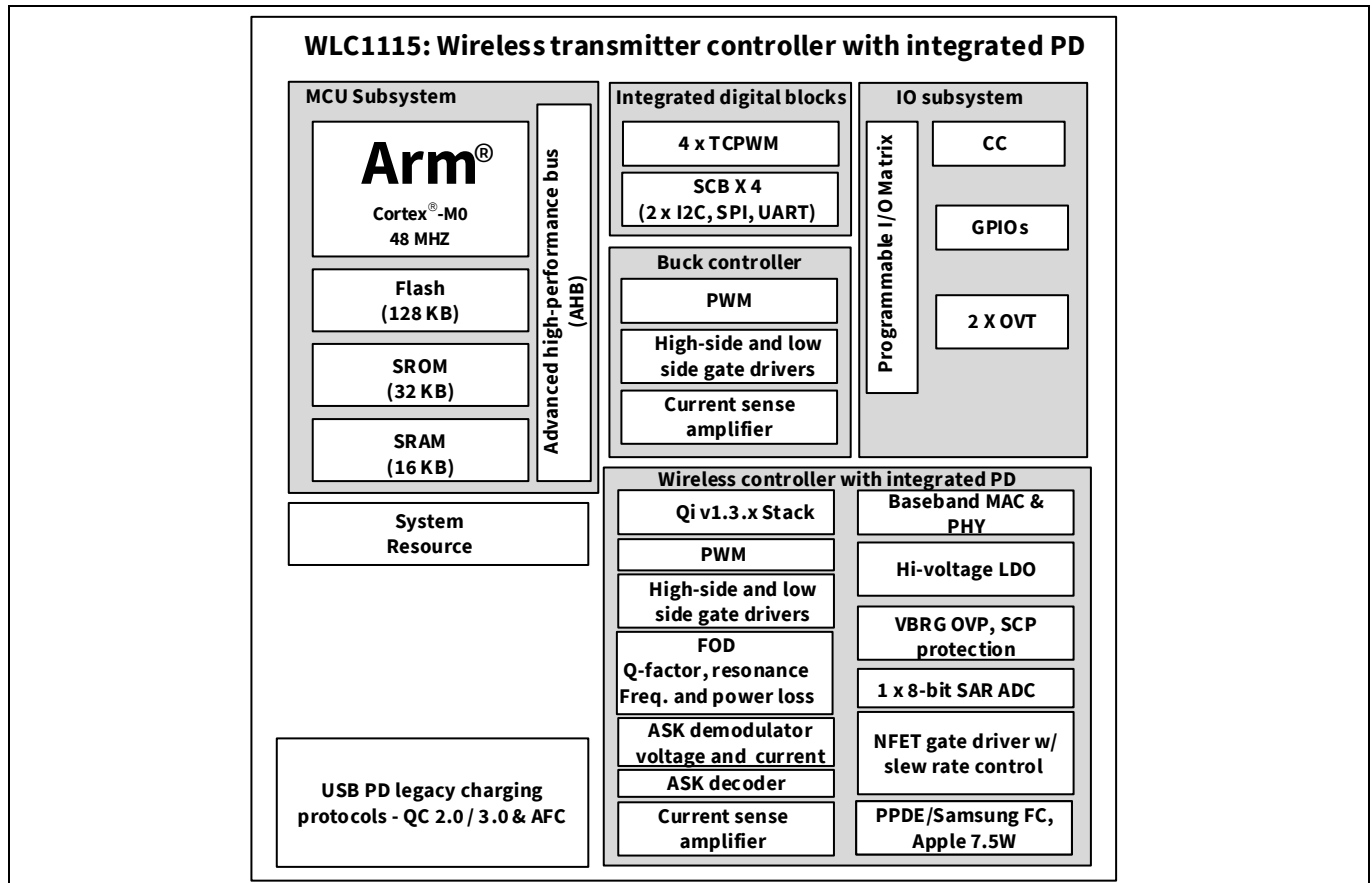 WLC1115: Wireless transmitter controller with integrated PD
MCU Subsystem
Arm®
Cortex®-M0
48 MHZ
Flash
(128 KB)
SROM
(32 KB)
SRAM
(16 KB)
Advanced high-performance bus
(AHB)
System
Resource
USB PD legacy charging
protocols - QC 2.0 / 3.0 & AFC
Integrated digital blocks
4 x TCPWM
SCB X 4
(2 x I2C, SPI, UART)
Buck controller
PWM
High-side and low
side gate drivers
Current sense
amplifier
IO subsystem
Programmable I/O Matrix
CC
GPIOs
2 X OVT
Wireless controller with integrated PD
Qi v1.3.x Stack
PWM
High-side and low
side gate drivers
FOD
Q-factor, resonance
Freq. and power loss
ASK demodulator
voltage and current
ASK decoder
Current sense
amplifier
Baseband MAC &
PHY
Hi-voltage LDO
VBRG OVP, SCP
protection
1 x 8-bit SAR ADC
NFET gate driver w/
slew rate control
PPDE/Samsung FC,
Apple 7.5W